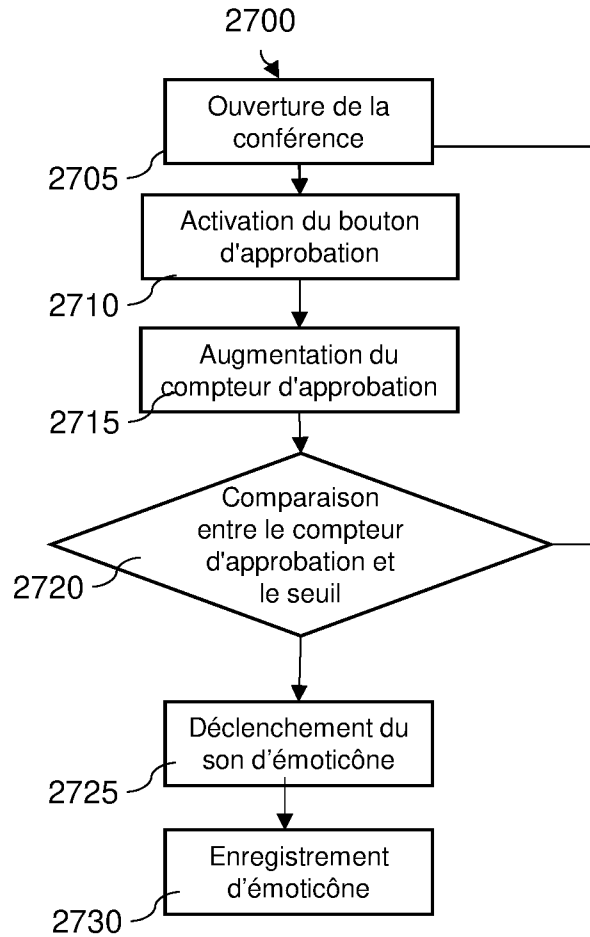 2700
Ouverture de la
conférence
2705
Activation du bouton
d'approbation
2710
Augmentation du
compteur d'approbation
2715
Comparaison
entre le compteur
d'approbation et
le seuil
2720
Déclenchement du
son d’émoticône
2725
Enregistrement
d’émoticône
2730